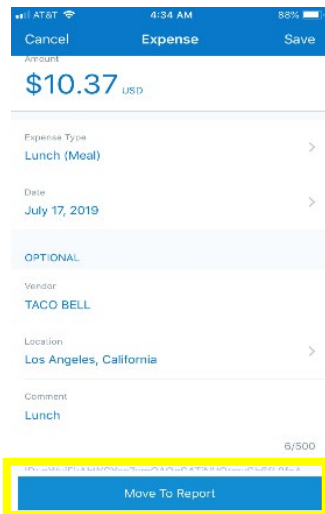 AT&T 4:34 AM 88%
Cancel Expense Save
Amount
$10.37 USD
Expense Type
Lunch (Meal)
Date
July 17, 2019
OPTIONAL
Vendor
TACO BELL
Location
Los Angeles, California
Comment
Lunch
6/500
Move To Report